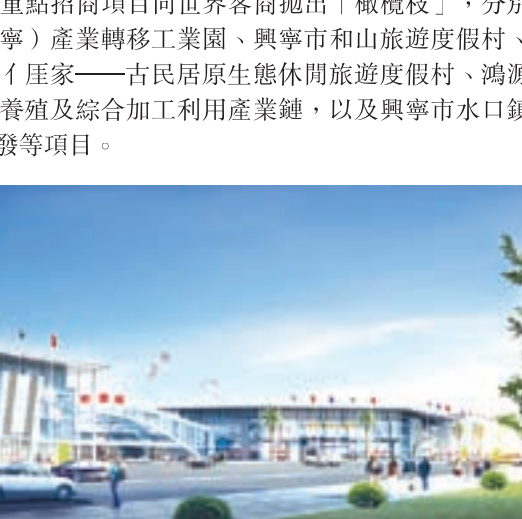 重點招商項目向世界客商拋出「橄欖枝」，分別
寧）產業轉移工業園、興寧市和山旅遊度假村、
亻厓家——古民居原生態休閒旅遊度假村、鴻源
養殖及綜合加工利用產業鏈，以及興寧市水口鎮
發等項目。